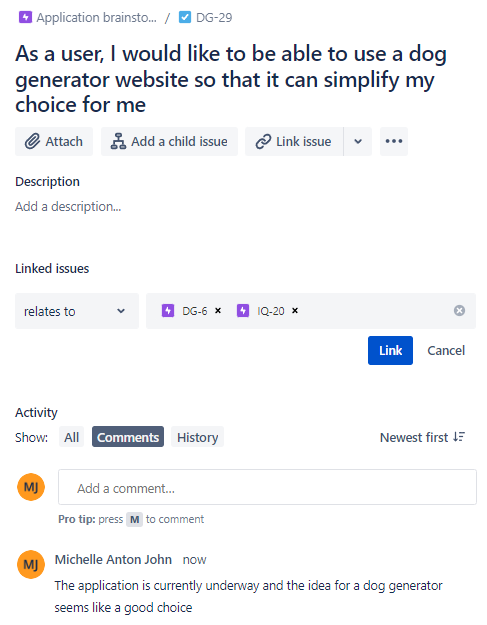 Application brainsto... / DG-29
As a user, I would like to be able to use a dog
generator website so that it can simplify my
choice for me
Attach Add a child issue Link issue
Description
Add a description...
Linked issues
relates to DG-6 × IQ-20 ×
Link Cancel
Activity
Show: All Comments History Newest first
MJ Add a comment...
Pro tip: press M to comment
MJ Michelle Anton John now
The application is currently underway and the idea for a dog generator
seems like a good choice